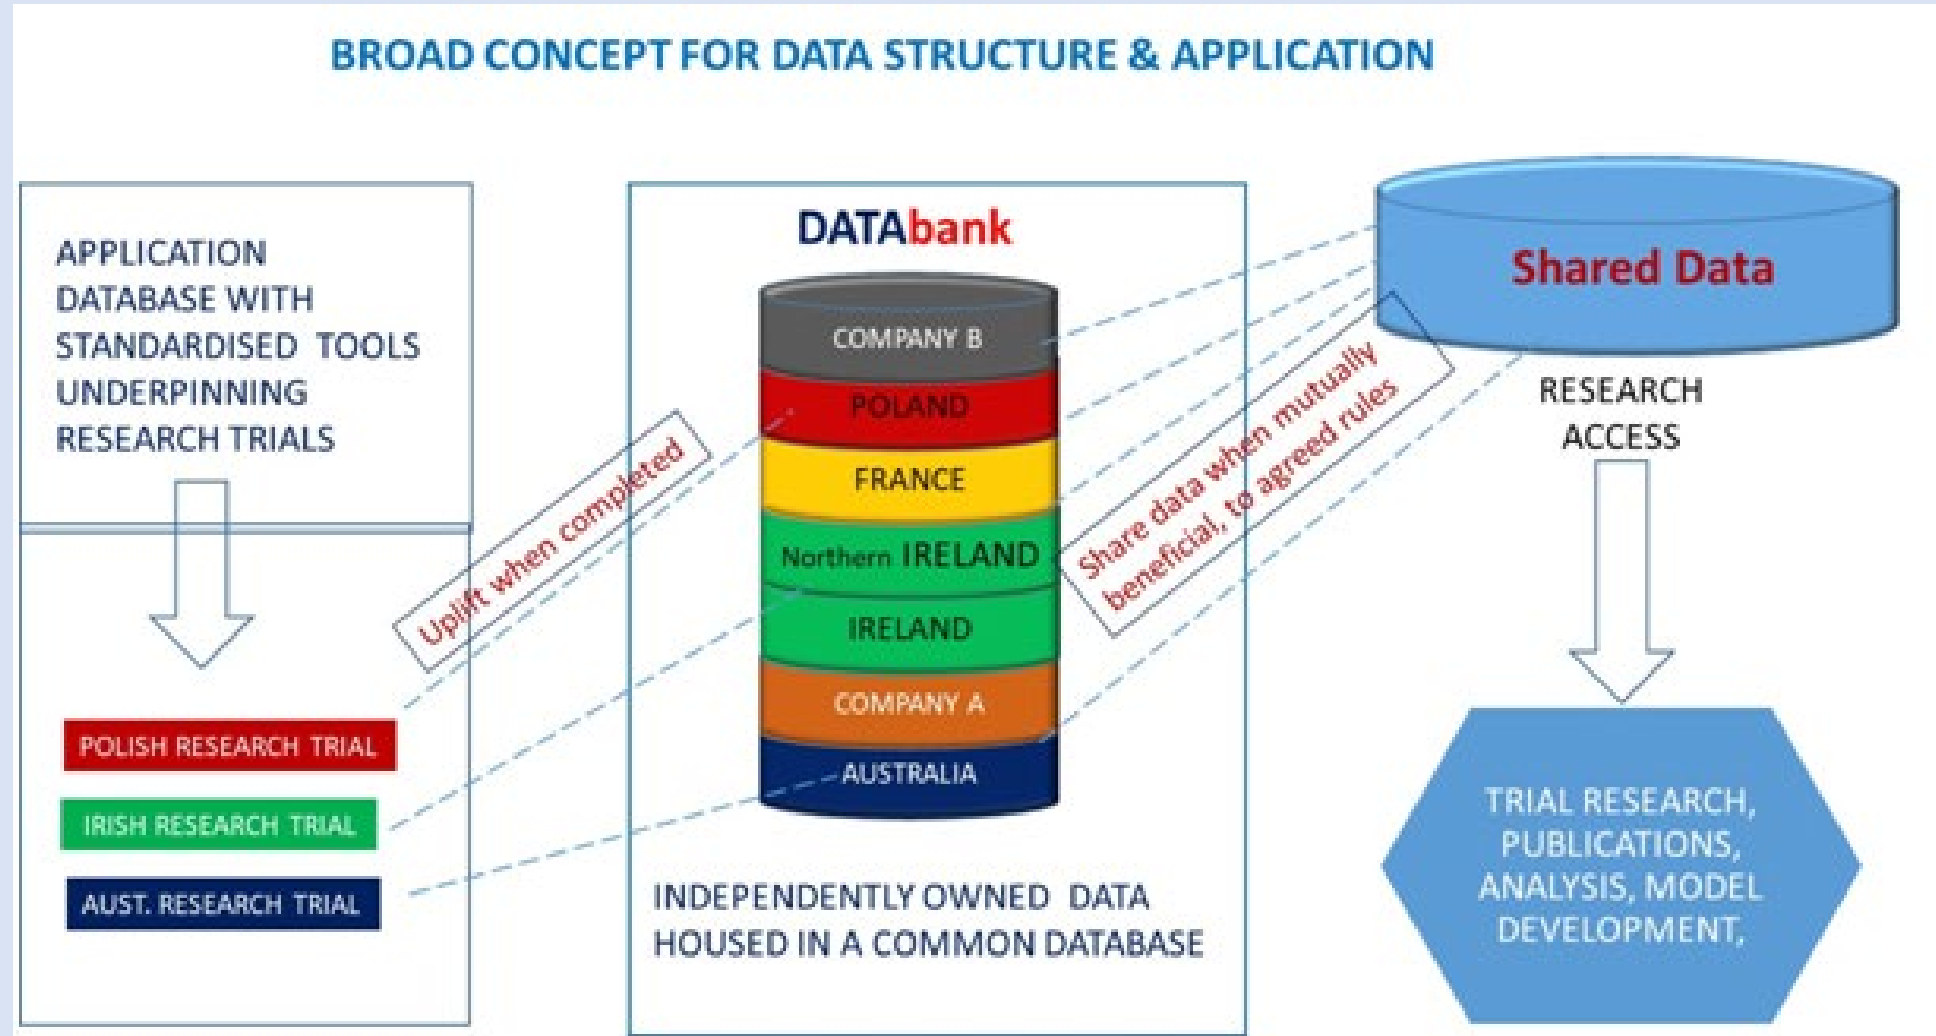 BROAD CONCEPT FOR DATA STRUCTURE & APPLICATION
APPLICATION
DATABASE WITH
STANDARDISED TOOLS
UNDERPINNING
RESEARCH TRIALS
POLISH RESEARCH TRIAL
IRISH RESEARCH TRIAL
AUST. RESEARCH TRIAL
Uplift when completed
DATAbank
COMPANY B
POLAND
FRANCE
Northern IRELAND
IRELAND
COMPANY A
AUSTRALIA
INDEPENDENTLY OWNED DATA
HOUSED IN A COMMON DATABASE
Share data when mutually
beneficial, to agreed rules
Shared Data
RESEARCH
ACCESS
TRIAL RESEARCH,
PUBLICATIONS,
ANALYSIS, MODEL
DEVELOPMENT,